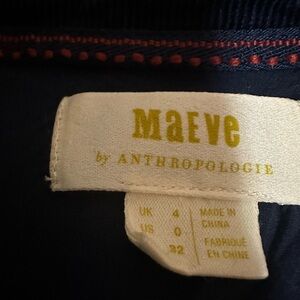 MaEVe
by ANTHROPOLOGIE
UK 4
US 0
32
MADE IN
CHINA
FABRIQUÉ
EN CHINE